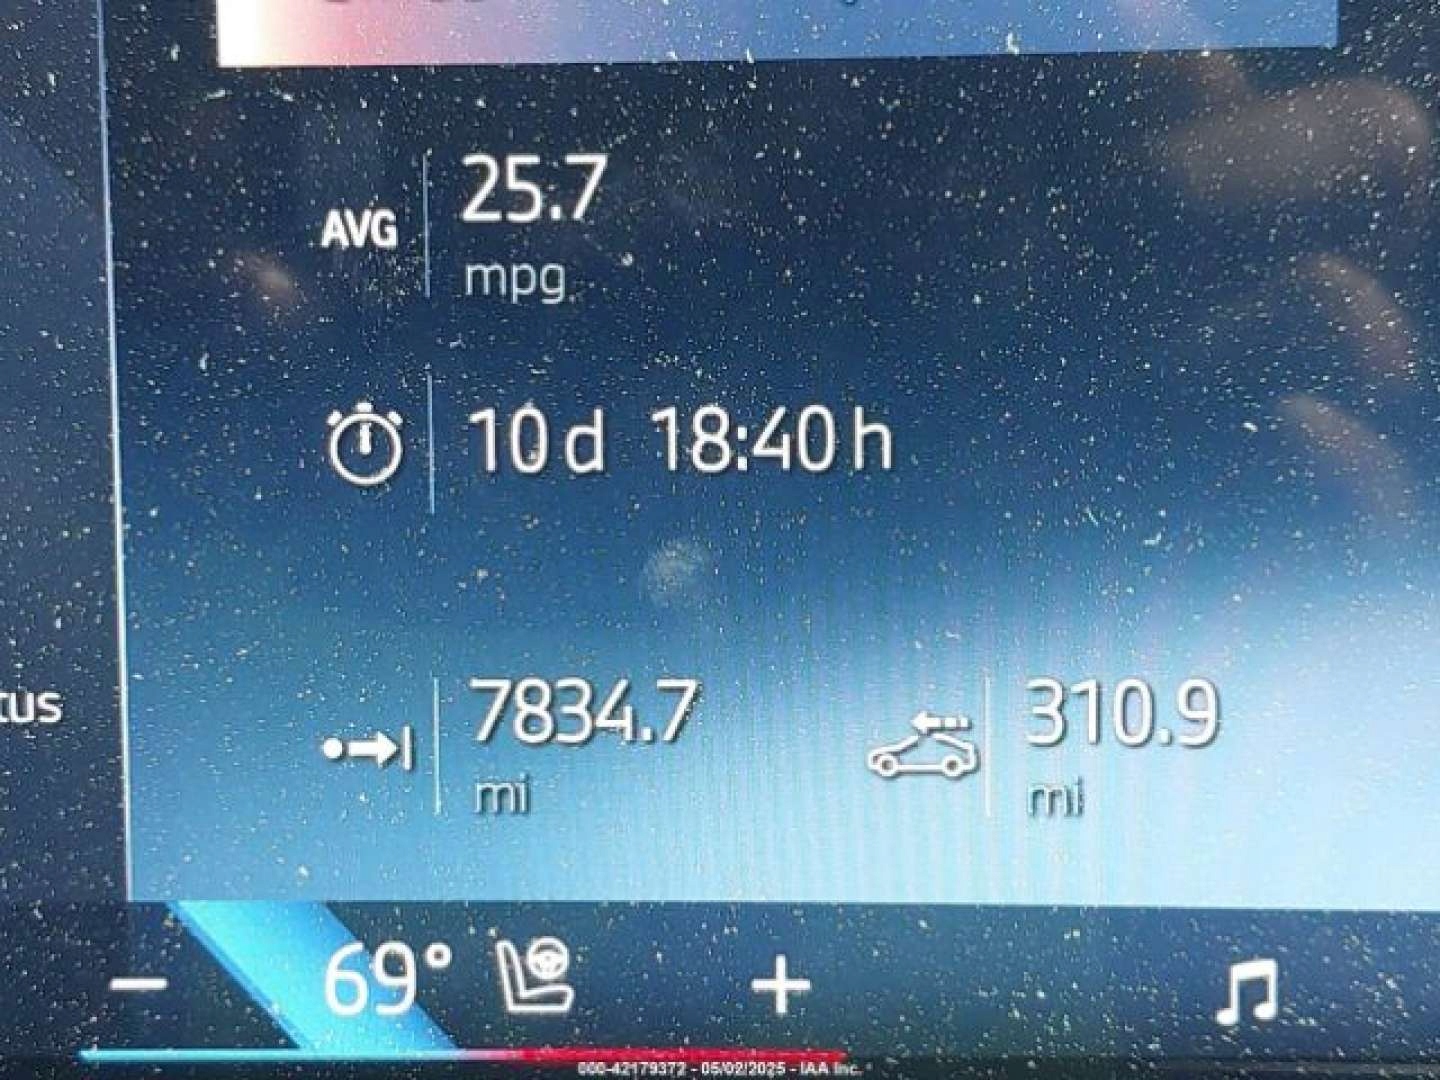 25.7
AVG
mpg
10 d 18:40 h
7834.7
mi
310.9
mi
tus
69°
000-42179372 - 05/02/2025 - IAA Inc.